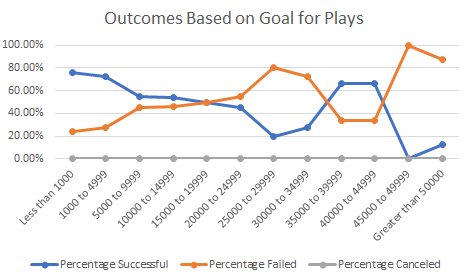 Outcomes Based on Goal for Plays
100.00%
80.00%
60.00%
40.00%
20.00%
0.00%
Less than 1000
1000 to 4999
5000 to 9999
10000 to 14999
15000 to 19999
20000 to 24999
25000 to 29999
30000 to 34999
35000 to 39999
40000 to 44999
45000 to 49999
Greater than 50000
Percentage Successful
Percentage Failed
Percentage Canceled